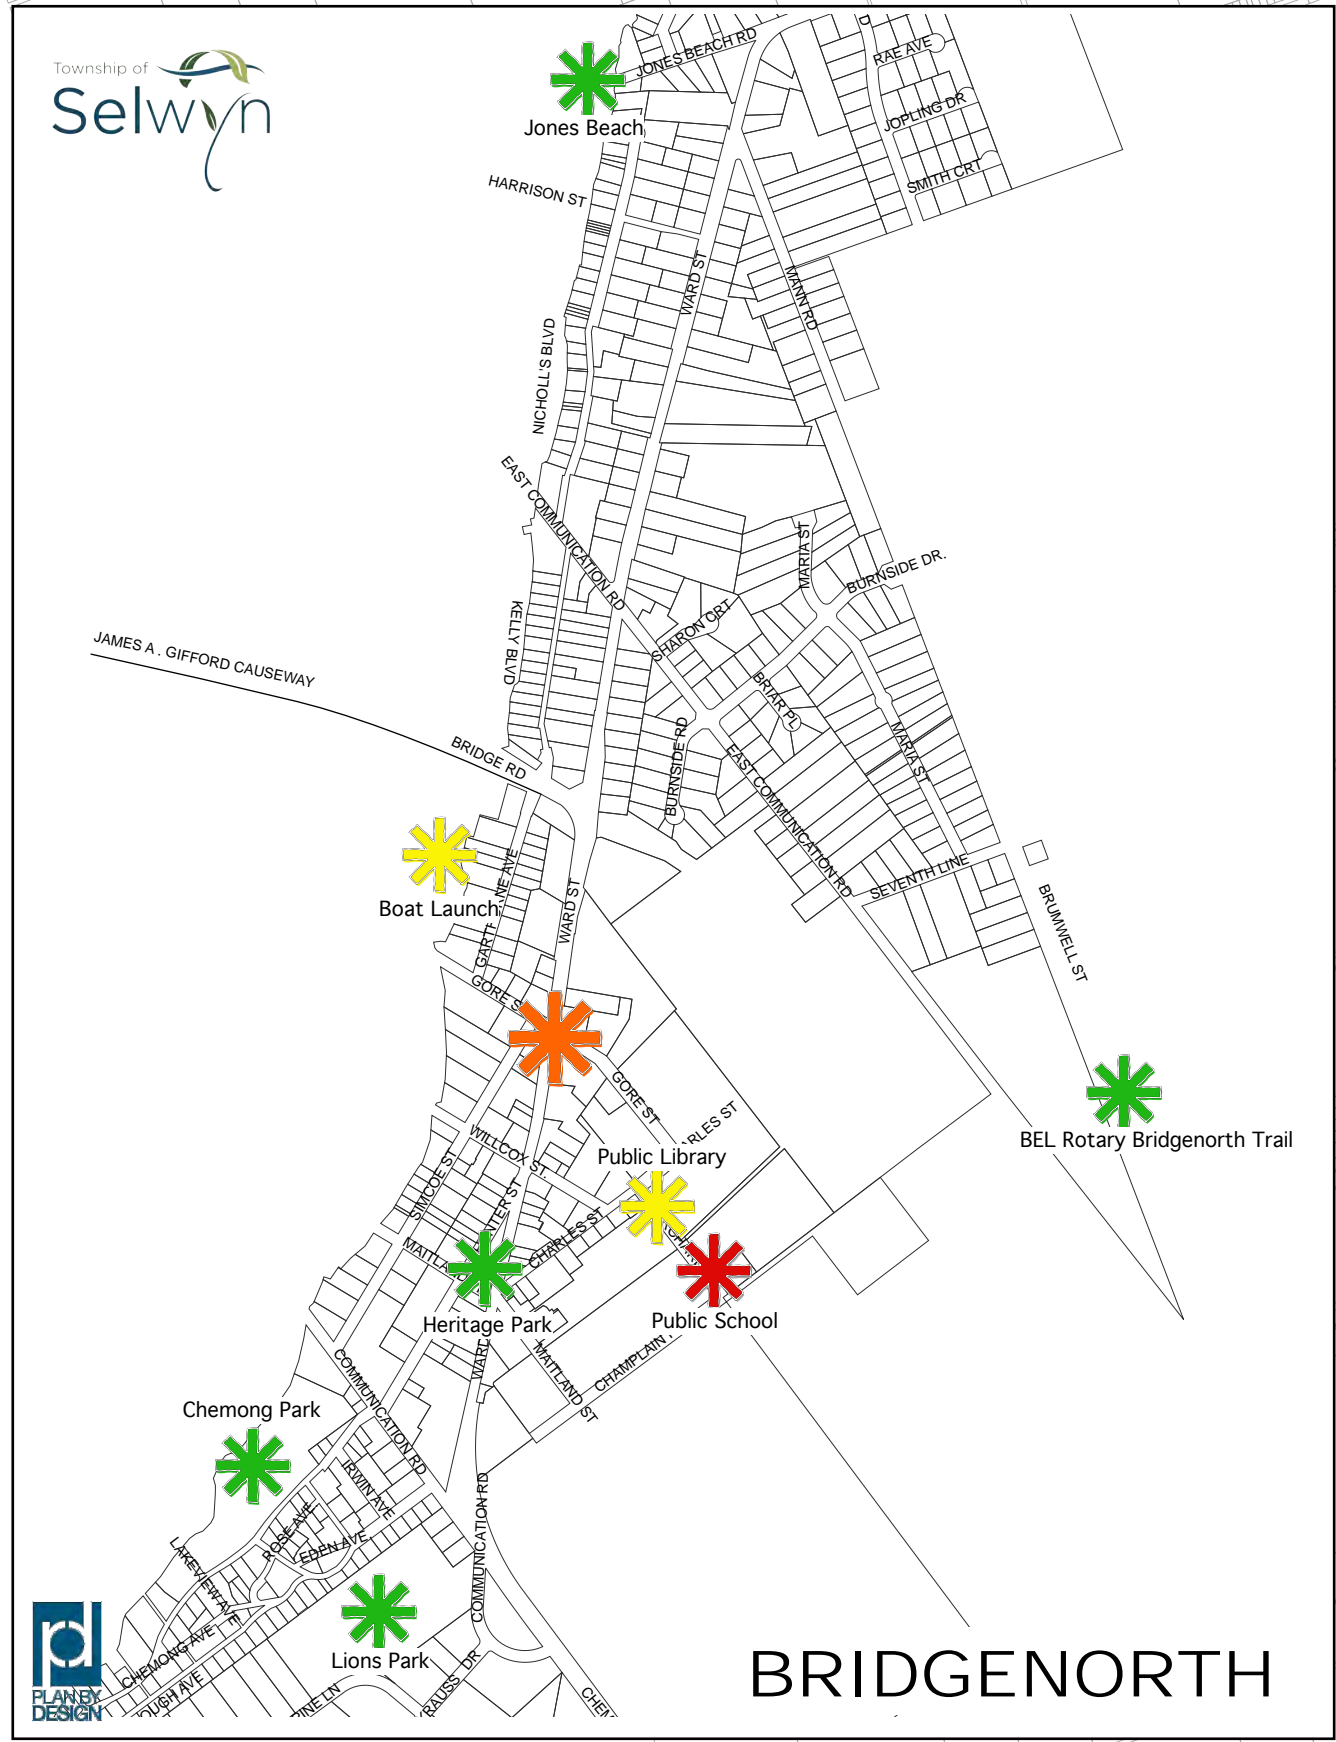 Township of
Selwyn
JONES BEACH RD
RAE AVE
Jones Beach
JOPLING DR
SMITH CRT
HARRISON ST
WARD ST
MANN RD
NICHOLL'S BLVD
EAST COMMUNICATION RD
MARIA ST
BURNSIDE DR.
KELLY BLVD
SHARON CRT
JAMES A . GIFFORD CAUSEWAY
BRIAR PL
BRIDGE RD
BURNSIDE RD
MARIA ST
EAST COMMUNICATION RD
SEVENTH LINE
Boat Launch
WARD ST
BRUMWELL ST
GORE S
GORE ST
BEL Rotary Bridgenorth Trail
WILLCOX ST.
Public Library
SIMCOE ST
CHARLES ST
MAITLAND
Heritage Park
Public School
WARD
MAITLAND ST
CHAMPLAIN
COMMUNICATION RD
Chemong Park
IRWIN AVE
ROSE AVE
EDEN AVE
COMMUNICATION RD
LAKEVIEW AVE
CHEMONG AVE
Lions Park
BRIDGENORTH
pd
PLAN BY
DESIGN